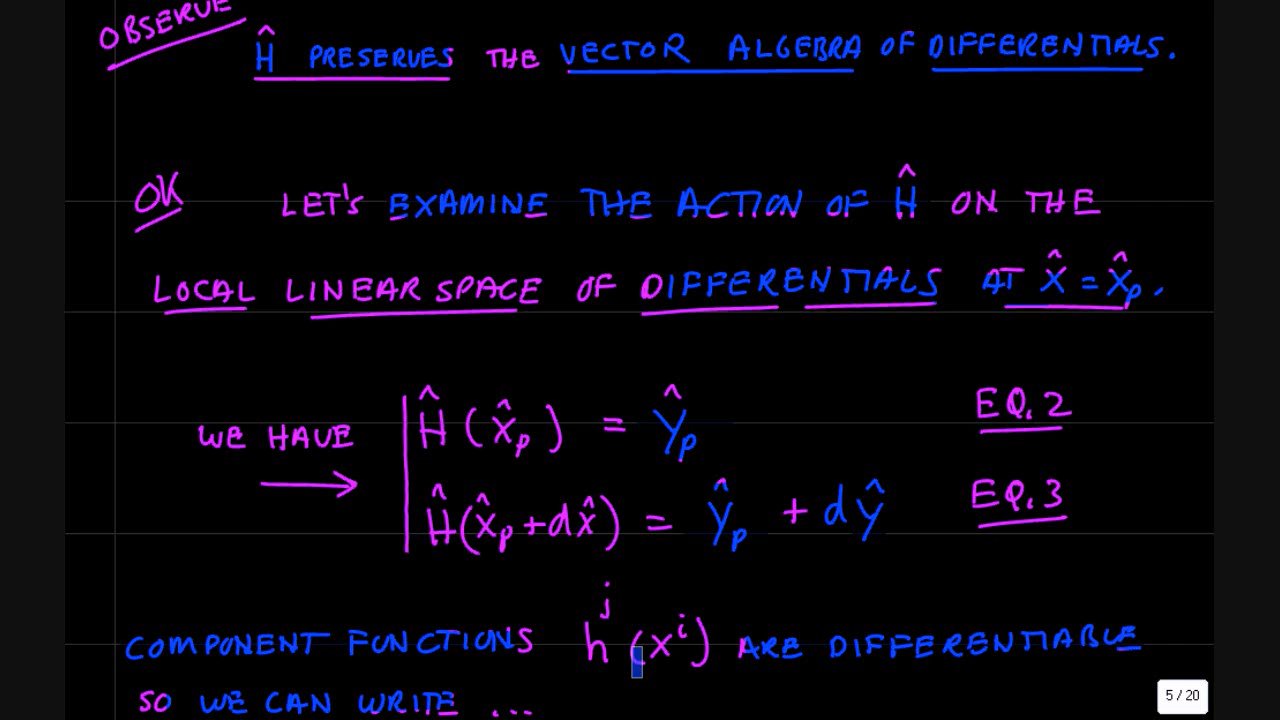 OBSERVE
Ĥ PRESERVES THE VECTOR ALGEBRA OF DIFFERENTIALS.
OK LET'S EXAMINE THE ACTION OF Ĥ ON THE
LOCAL LINEAR SPACE OF DIFFERENTIALS AT x̂ = x̂ₚ.
WE HAVE → Ĥ(x̂ₚ) = ŷₚ EQ.2
Ĥ(x̂ₚ+dx̂) = ŷₚ + dŷ EQ.3
COMPONENT FUNCTIONS hʲ(xⁱ) ARE DIFFERENTIABLE
SO WE CAN WRITE ...
5 / 20